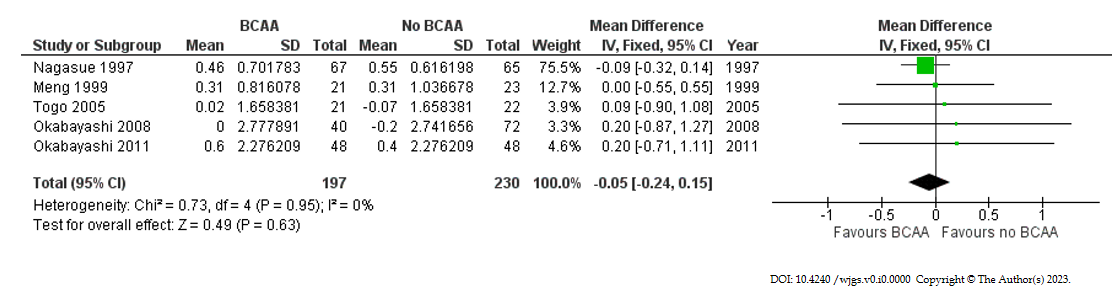 BCAA No BCAA Mean Difference Mean Difference
Study or Subgroup Mean SD Total Mean SD Total Weight IV, Fixed, 95% CI Year IV, Fixed, 95% CI
Nagasue 1997 0.46 0.701783 67 0.55 0.616198 65 75.5% -0.09 [-0.32, 0.14] 1997
Meng 1999 0.31 0.816078 21 0.31 1.036678 23 12.7% 0.00 [-0.55, 0.55] 1999
Togo 2005 0.02 1.658381 21 -0.07 1.658381 22 3.9% 0.09 [-0.90, 1.08] 2005
Okabayashi 2008 0 2.777891 40 -0.2 2.741656 72 3.3% 0.20 [-0.87, 1.27] 2008
Okabayashi 2011 0.6 2.276209 48 0.4 2.276209 48 4.6% 0.20 [-0.71, 1.11] 2011
Total (95% CI) 197 230 100.0% -0.05 [-0.24, 0.15]
Heterogeneity: Chi² = 0.73, df = 4 (P = 0.95); I² = 0%
Test for overall effect: Z = 0.49 (P = 0.63)
-1 -0.5 0 0.5 1
Favours BCAA Favours no BCAA
DOI: 10.4240/wjgs.v0.i0.0000 Copyright © The Author(s) 2023.